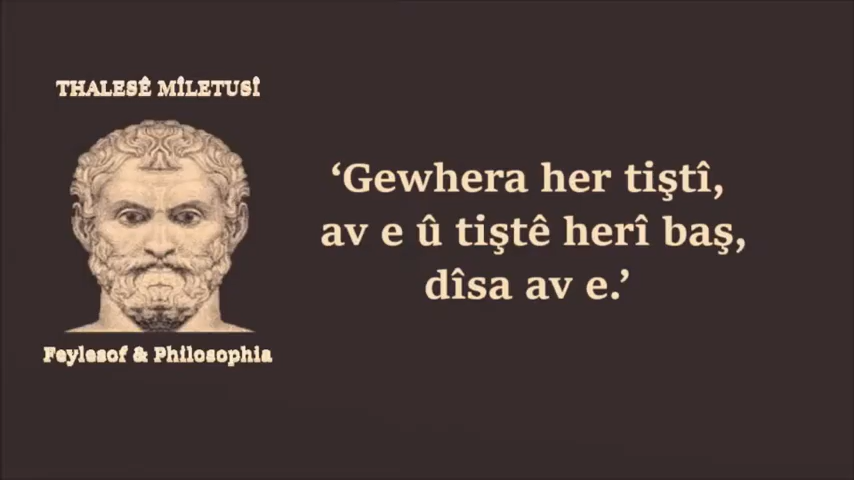 THALESÊ MÎLETUSÎ
Feylesof & Philosophia
‘Gewhera her tiştî,
av e û tiştê herî baş,
dîsa av e.’